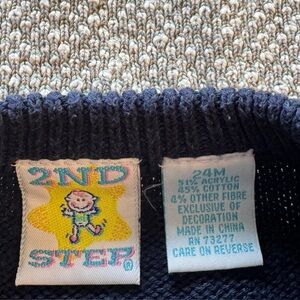 2ND
STEP®
24M
51% ACRYLIC
45% COTTON
4% OTHER FIBRE
EXCLUSIVE OF
DECORATION
MADE IN CHINA
RN 73277
CARE ON REVERSE